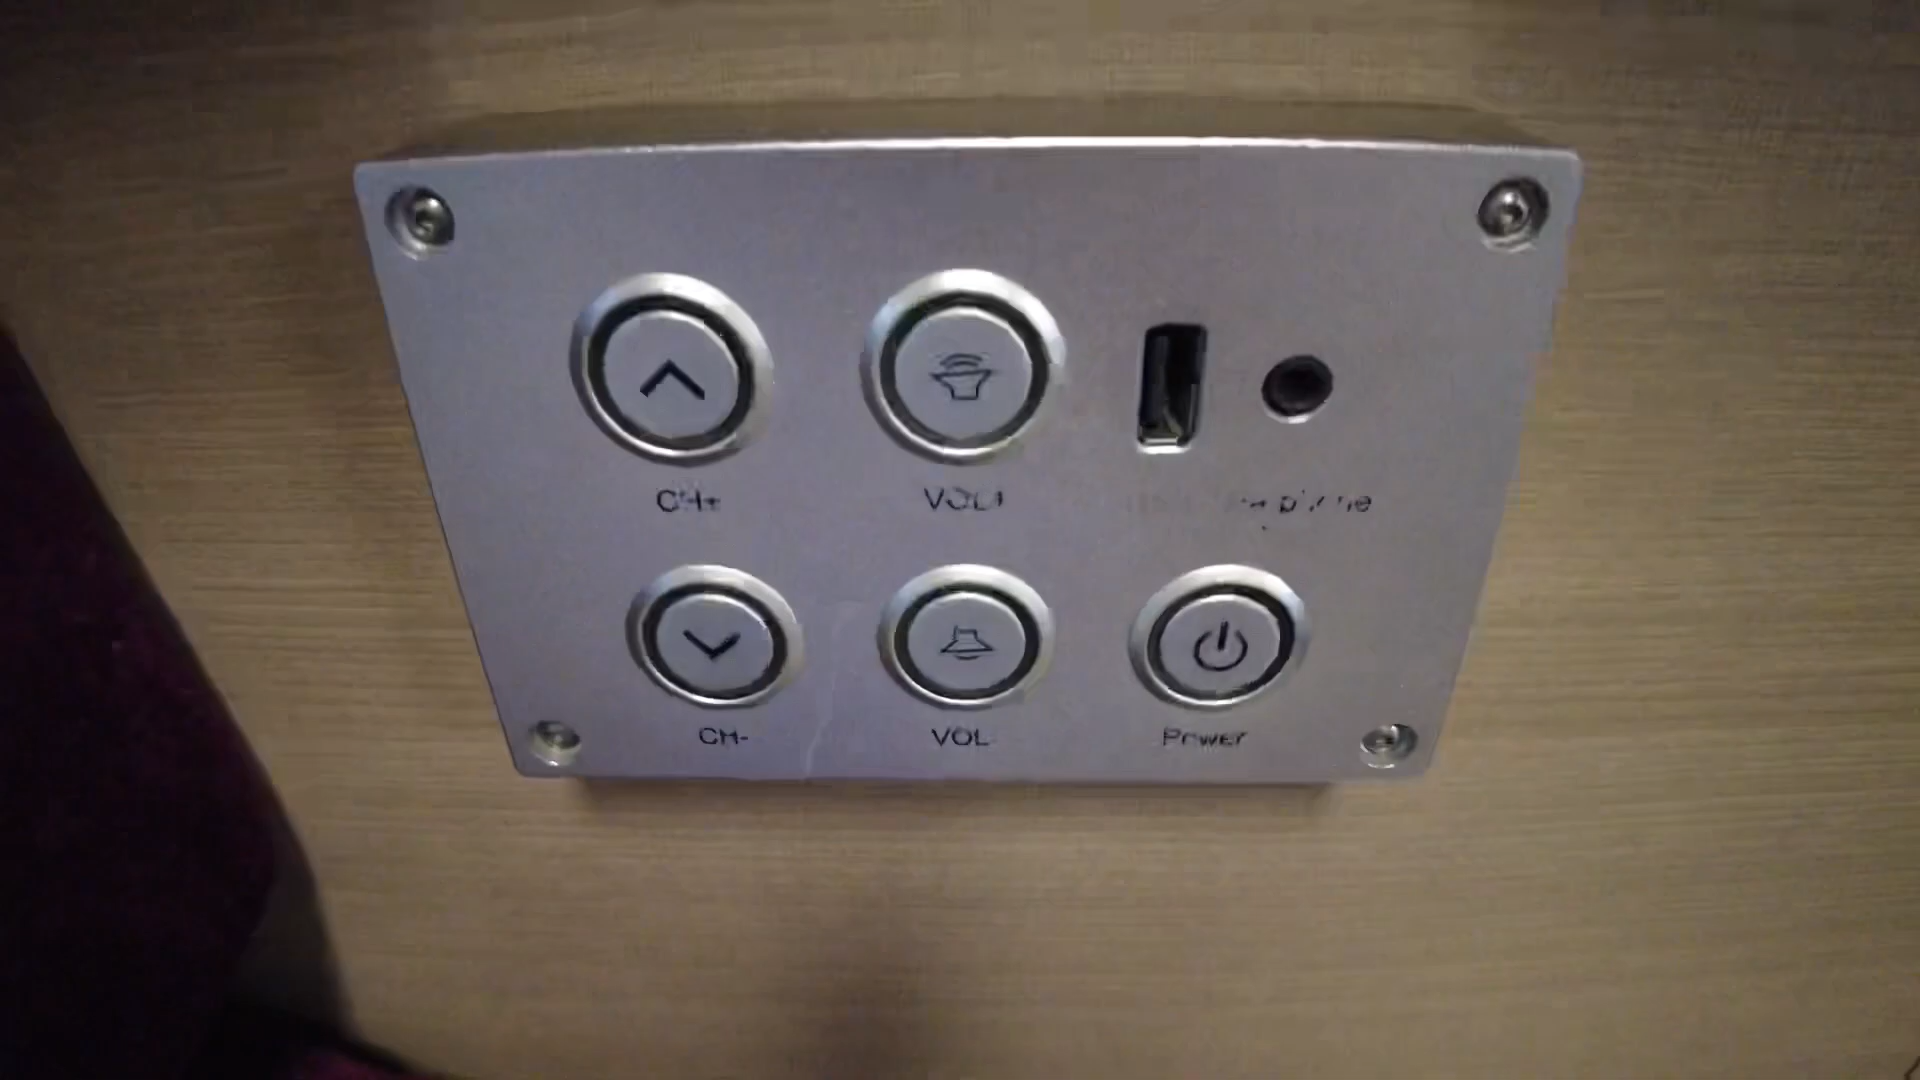 CH+
VOL+
CH-
VOL-
Power